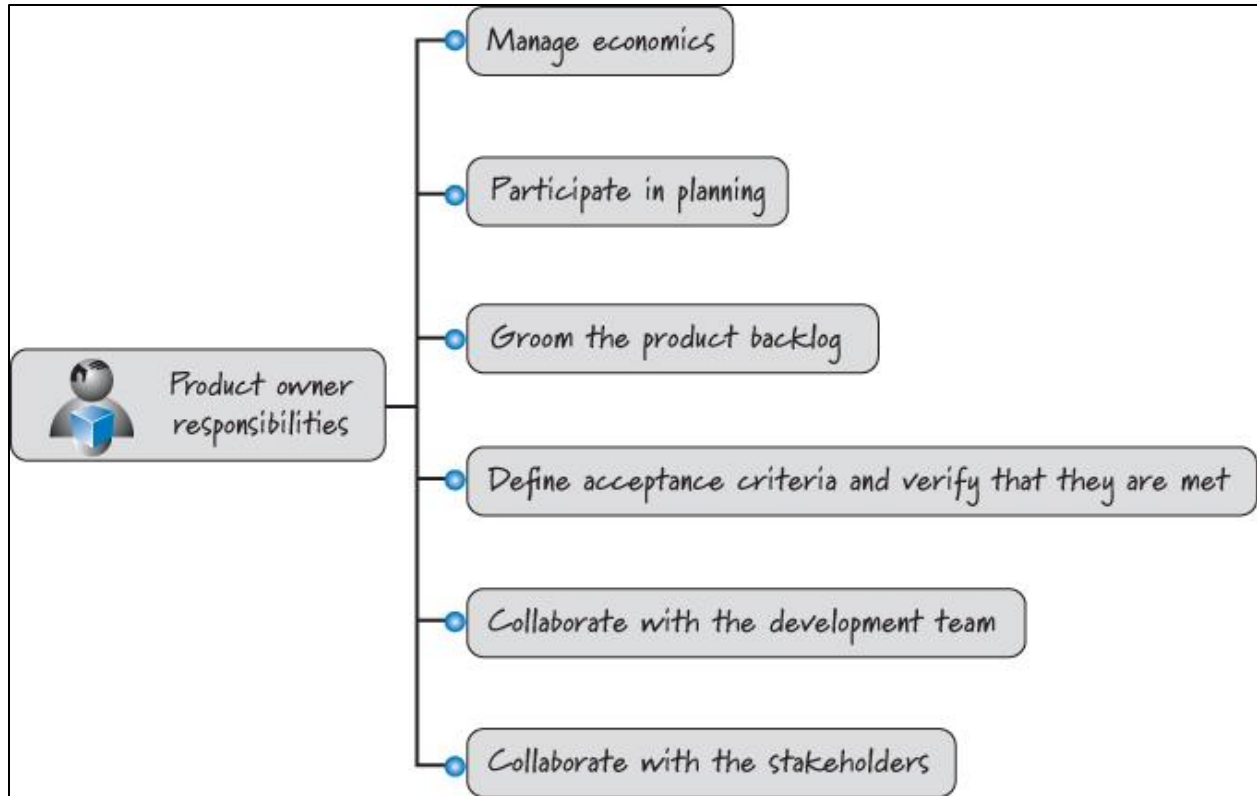 Manage economics
Participate in planning
Groom the product backlog
Product owner
responsibilities
Define acceptance criteria and verify that they are met
Collaborate with the development team
Collaborate with the stakeholders